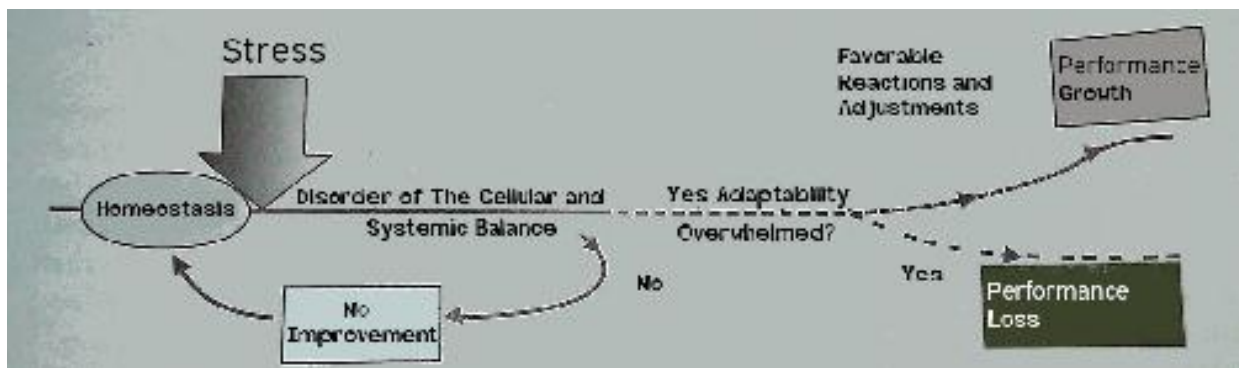 Stress
Favorable
Reactions and
Adjustments
Performance
Growth
Homeostasis
Disorder of The Cellular and
Systemic Balance
Yes Adaptability
Overwhelmed?
No
Yes
No
Improvement
Performance
Loss